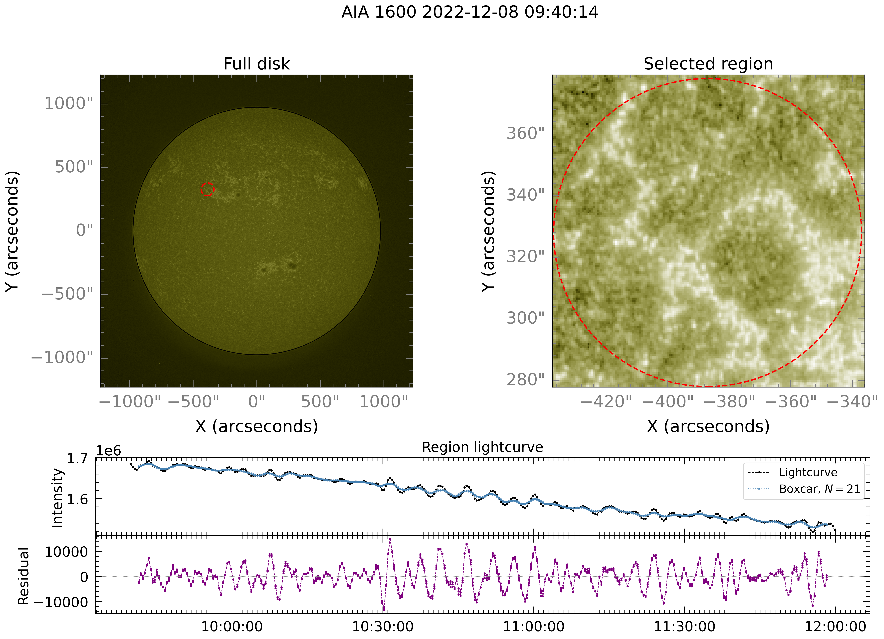 AIA 1600 2022-12-08 09:40:14
Full disk
Selected region
1000"
500"
0"
−500"
−1000"
Y (arcseconds)
−1000" −500" 0" 500" 1000"
X (arcseconds)
360"
340"
320"
300"
280"
Y (arcseconds)
−420" −400" −380" −360" −340"
X (arcseconds)
Region lightcurve
1e6
1.7
1.6
Intensity
Lightcurve
Boxcar, N = 21
10000
0
−10000
Residual
10:00:00 10:30:00 11:00:00 11:30:00 12:00:00